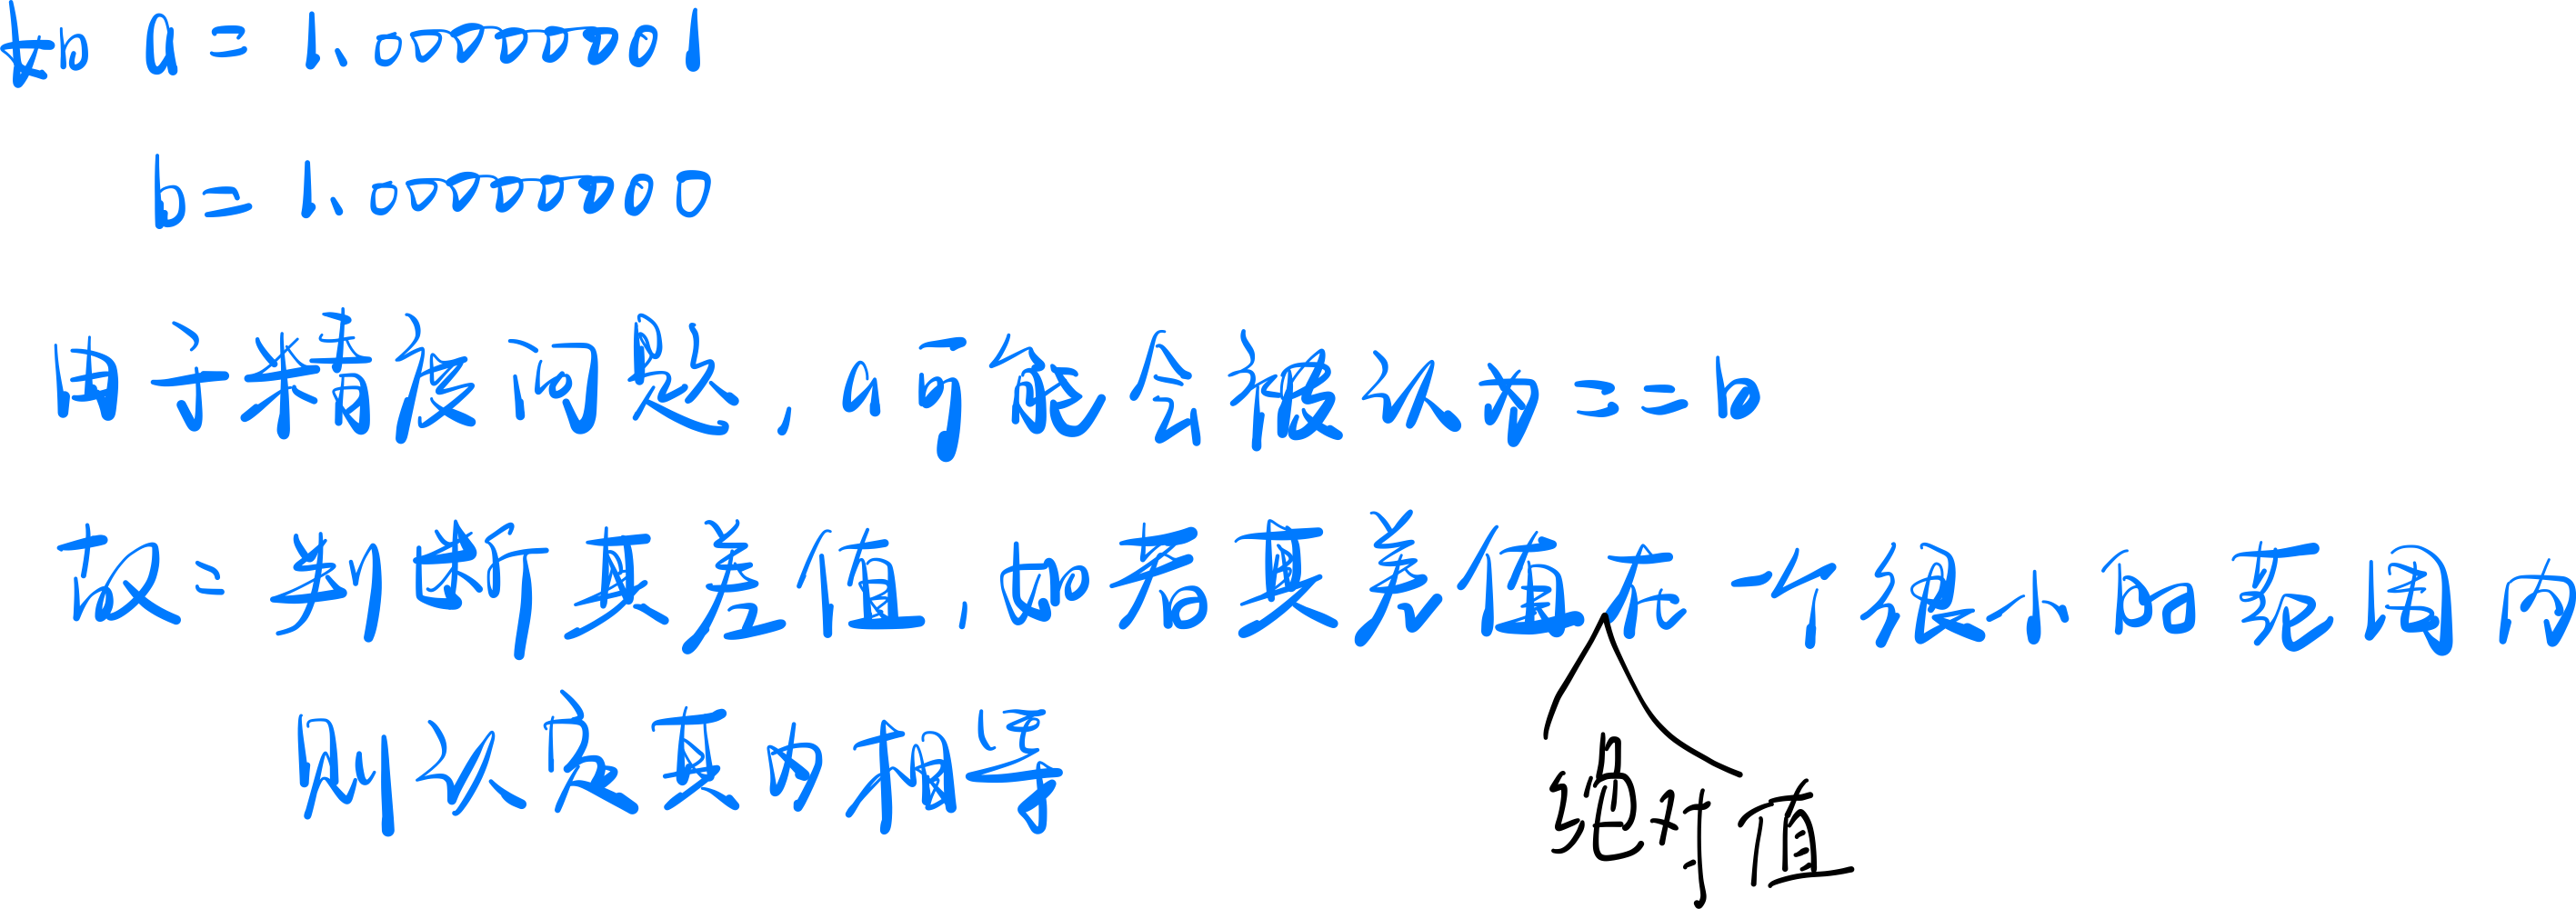 如 a = 1.00000001
b = 1.00000000
由于精度问题, a可能会被认为==b
故: 判断其差值, 如若其差值在一个很小的范围内
绝对值
则认定其为相等